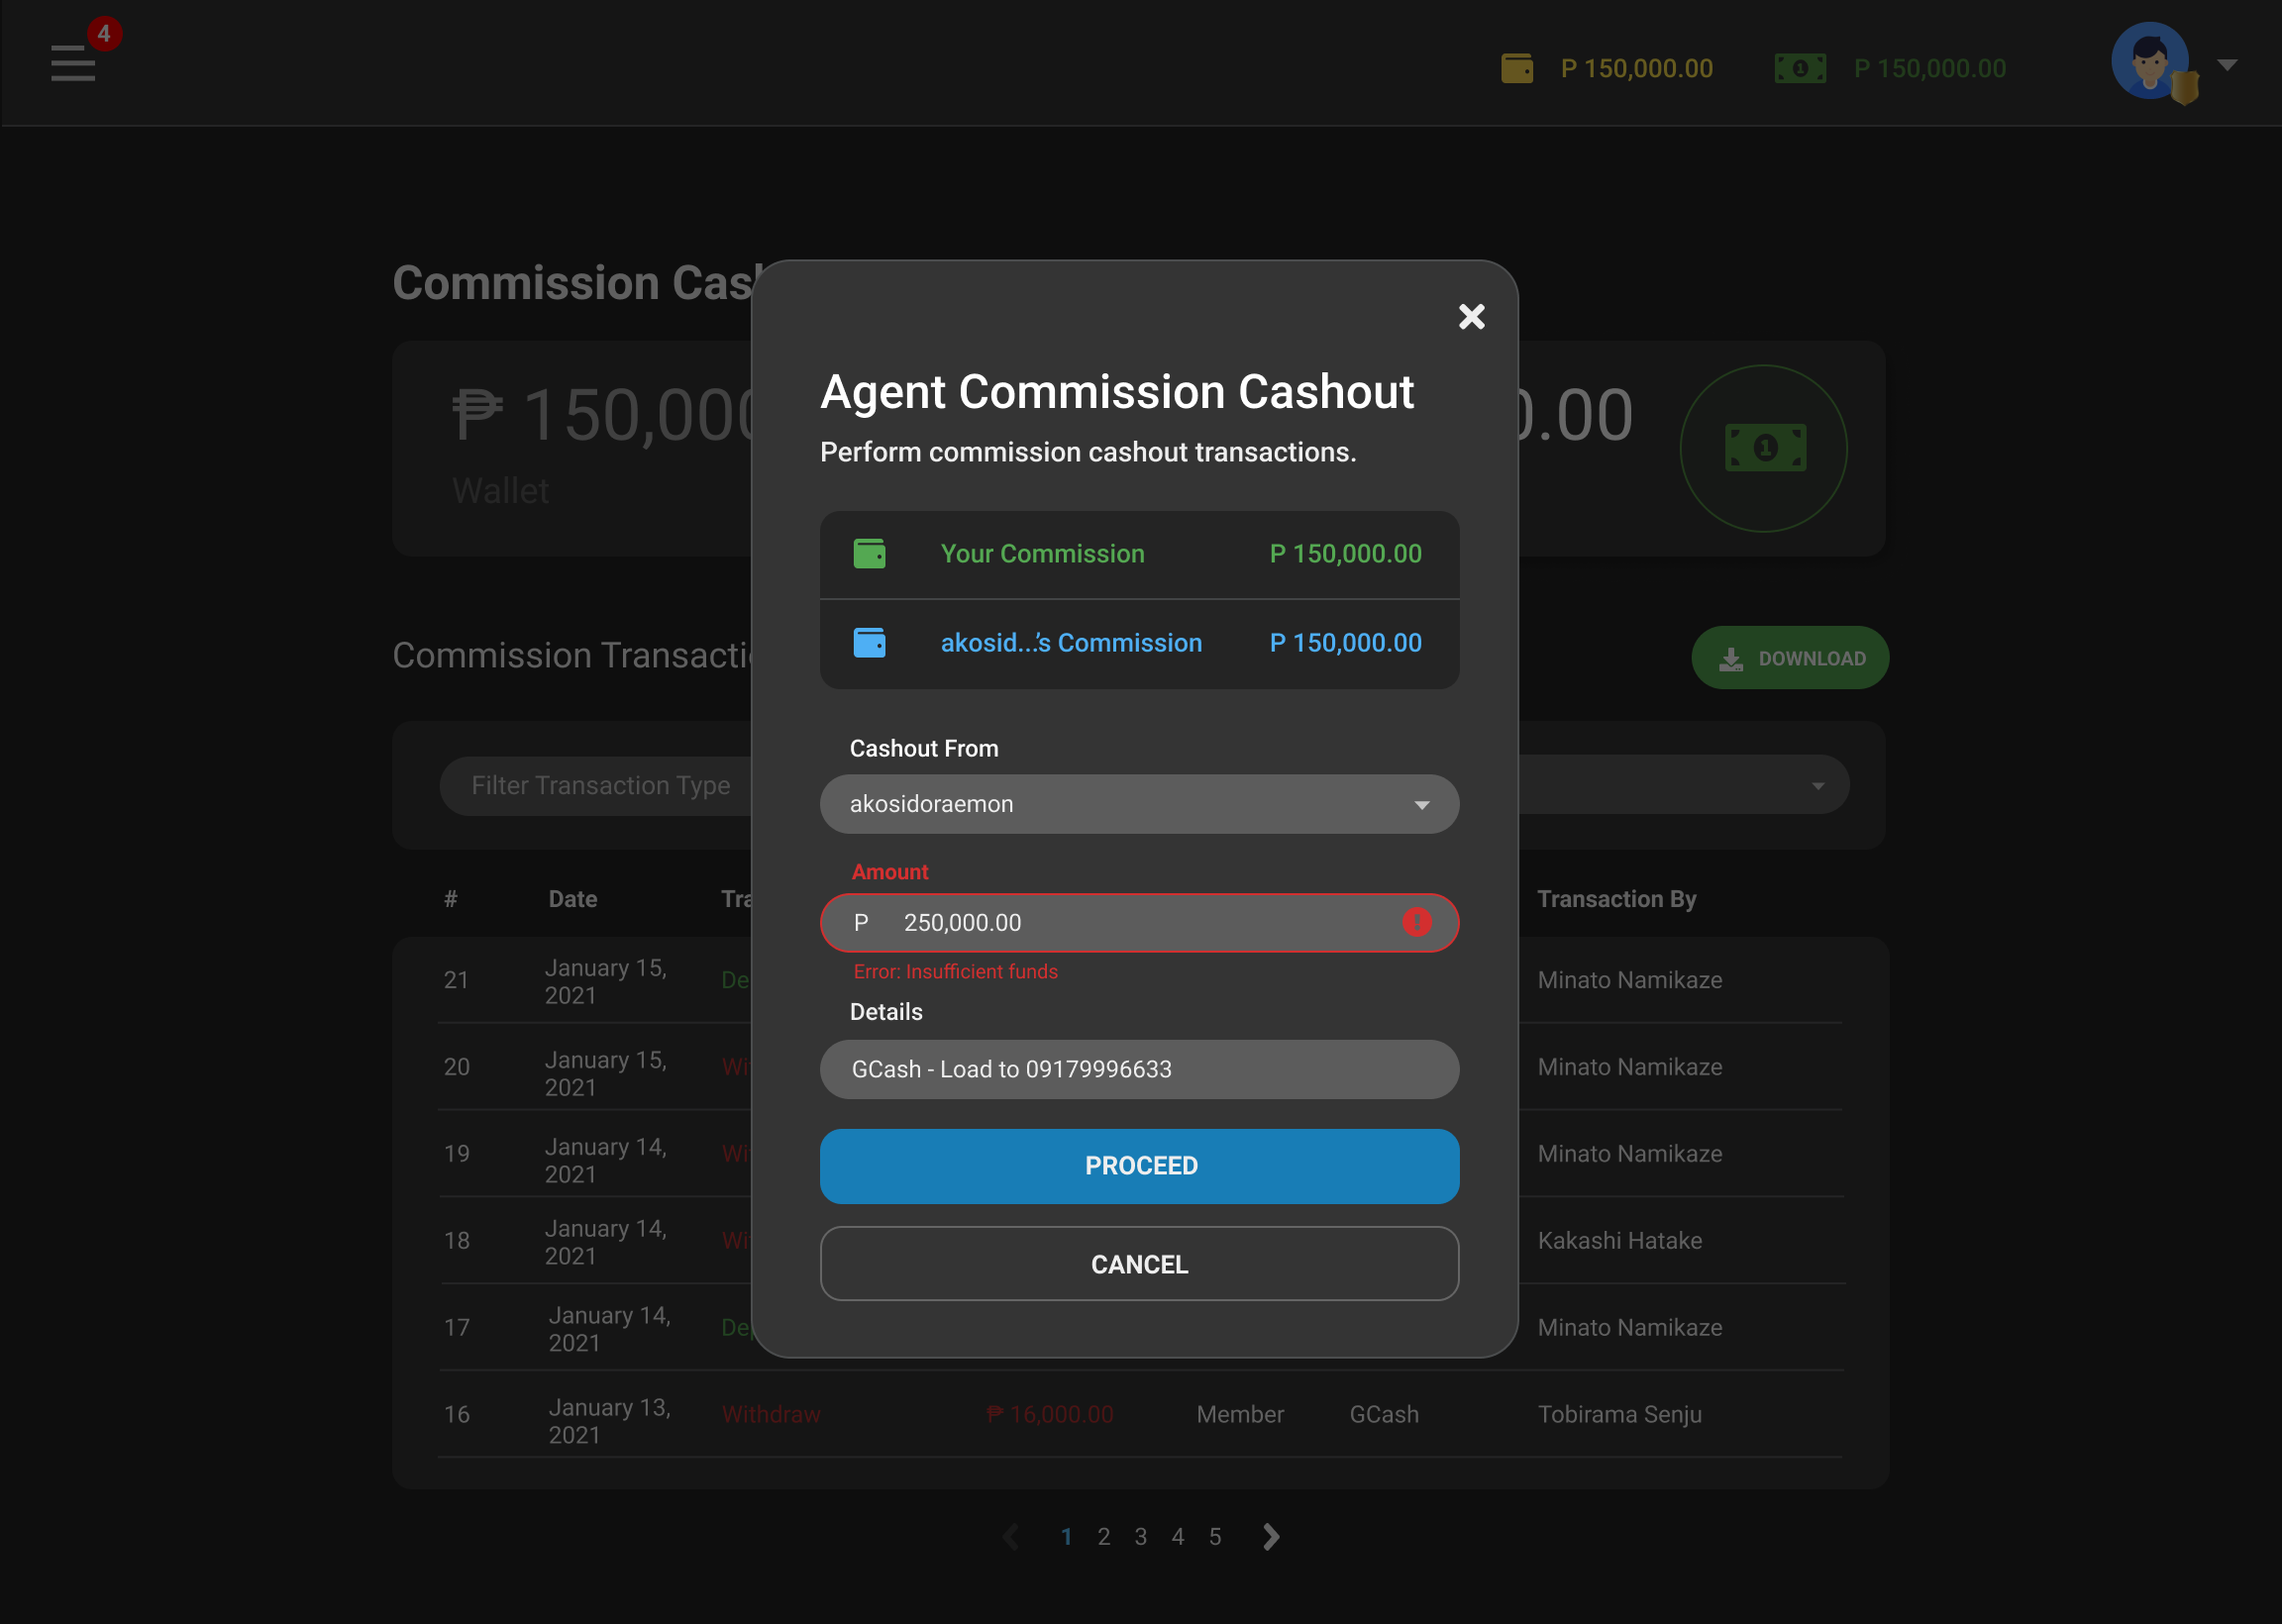 4
P 150,000.00
P 150,000.00
Commission Cas
₱ 150,000
0.00
Wallet
Commission Transacti
DOWNLOAD
Filter Transaction Type
# Date Tra Transaction By
21 January 15, 2021 De Minato Namikaze
20 January 15, 2021 Wi Minato Namikaze
19 January 14, 2021 Wi Minato Namikaze
18 January 14, 2021 Wi Kakashi Hatake
17 January 14, 2021 De Minato Namikaze
16 January 13, 2021 Withdraw ₱ 16,000.00 Member GCash Tobirama Senju
1 2 3 4 5
Agent Commission Cashout
Perform commission cashout transactions.
Your Commission P 150,000.00
akosid...’s Commission P 150,000.00
Cashout From
akosidoraemon
Amount
P 250,000.00
Error: Insufficient funds
Details
GCash - Load to 09179996633
PROCEED
CANCEL